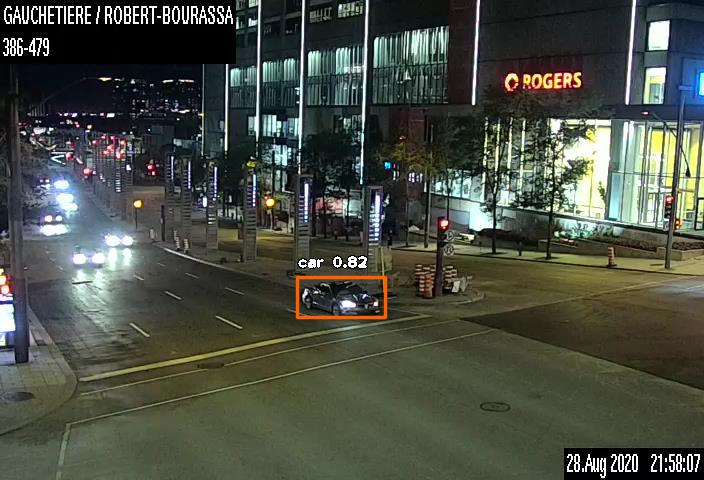 GAUCHETIERE / ROBERT-BOURASSA
386-479
ROGERS
car 0.82
28.Aug 2020 21:58:07